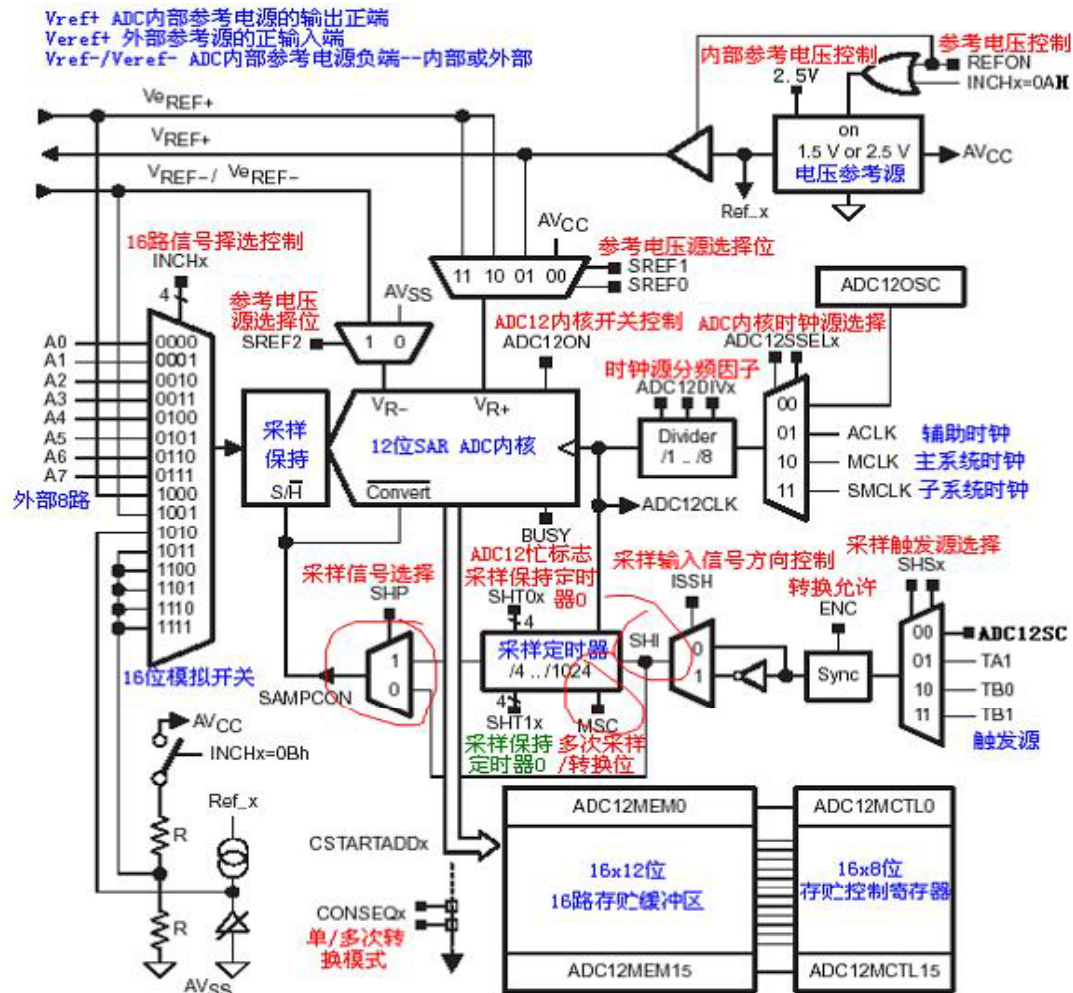 Vref+ ADC内部参考电源的输出正端
Veref+ 外部参考源的正输入端
Vref-/Veref- ADC内部参考电源负端--内部或外部
内部参考电压控制
参考电压控制
2.5V
REFON
INCHx=0AH
VeREF+
VREF+
VREF- / VeREF-
on
1.5 V or 2.5 V
电压参考源
AVCC
Ref_x
16路信号择选控制
INCHx
4
AVCC
参考电压源选择位
11 10 01 00
SREF1
SREF0
ADC12OSC
参考电压
源选择位
SREF2
AVSS
1 0
ADC12内核开关控制
ADC12ON
ADC内核时钟源选择
ADC12SSELx
时钟源分频因子
ADC12DIVx
A0
A1
A2
A3
A4
A5
A6
A7
外部8路
0000
0001
0010
0011
0100
0101
0110
0111
1000
1001
1010
1011
1100
1101
1110
1111
16位模拟开关
采样
保持
S/H
VR-
VR+
12位SAR ADC内核
Convert
Divider
/1 .. /8
00
01
10
11
ACLK 辅助时钟
MCLK 主系统时钟
SMCLK 子系统时钟
ADC12CLK
BUSY
ADC12忙标志
采样信号选择
SHP
采样保持定时
器0
SHT0x
4
采样输入信号方向控制
ISSH
转换允许
ENC
采样触发源选择
SHSx
1
0
SAMPCON
采样定时器
/4 .. /1024
SHI
0
1
Sync
00
01
10
11
ADC12SC
TA1
TB0
TB1
触发源
4
SHT1x
采样保持
定时器0
MSC
多次采样
/转换位
AVCC
INCHx=0Bh
Ref_x
R
R
AVSS
CSTARTADDx
CONSEQx
单/多次转
换模式
ADC12MEM0
16x12位
16路存贮缓冲区
ADC12MEM15
ADC12MCTL0
16x8位
存贮控制寄存器
ADC12MCTL15